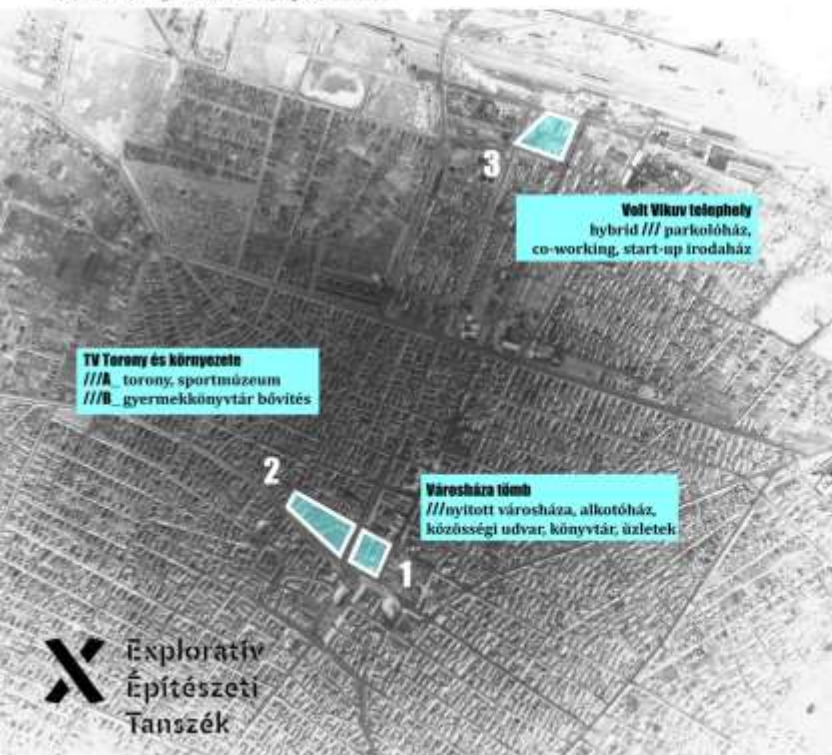 3
Volt Vikuv telephely
hybrid /// parkolóház,
co-working, start-up irodaház
TV Torony és környezete
///A_ torony, sportmúzeum
///B_ gyermekkönyvtár bővítés
2
Városháza tömb
///nyitott városháza, alkotóház,
közösségi udvar, könyvtár, üzletek
1
X Exploratív
Építészeti
Tanszék